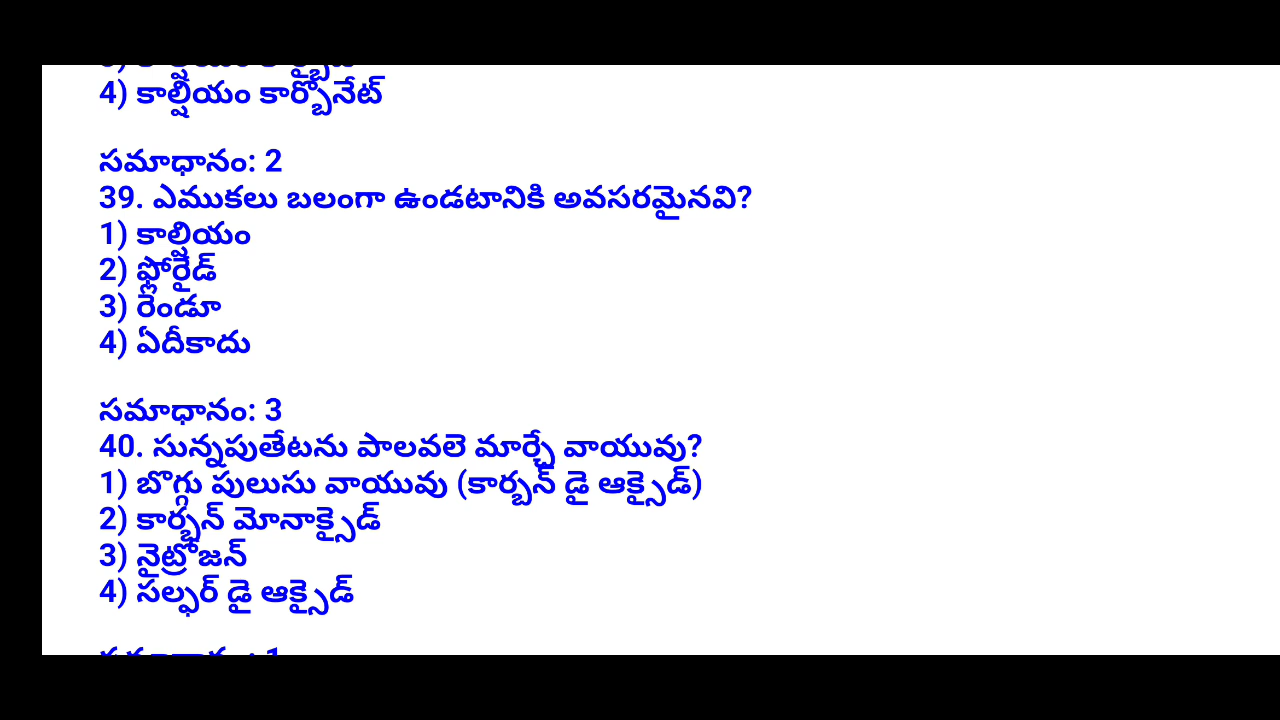 4) కాల్షియం కార్బోనేట్
సమాధానం: 2
39. ఎముకలు బలంగా ఉండటానికి అవసరమైనవి?
1) కాల్షియం
2) ఫ్లోరైడ్
3) రెండూ
4) ఏదీకాదు
సమాధానం: 3
40. సున్నపుతేటను పాలవలె మార్చే వాయువు?
1) బొగ్గు పులుసు వాయువు (కార్బన్ డై ఆక్సైడ్)
2) కార్బన్ మోనాక్సైడ్
3) నైట్రోజన్
4) సల్ఫర్ డై ఆక్సైడ్